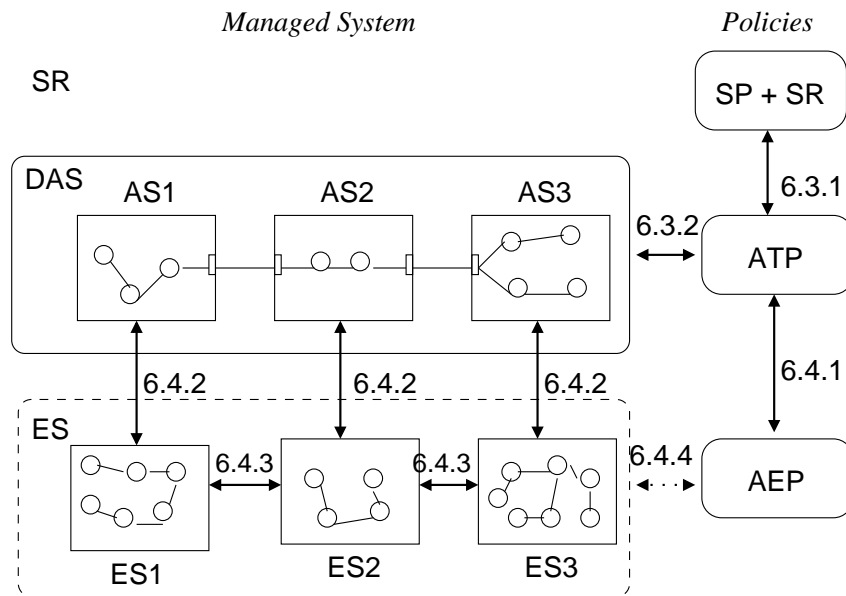 Managed System
Policies
SR
SP + SR
DAS
AS1
AS2
AS3
6.3.1
6.3.2
ATP
6.4.2
6.4.2
6.4.2
6.4.1
ES
6.4.3
6.4.3
6.4.4
AEP
ES1
ES2
ES3